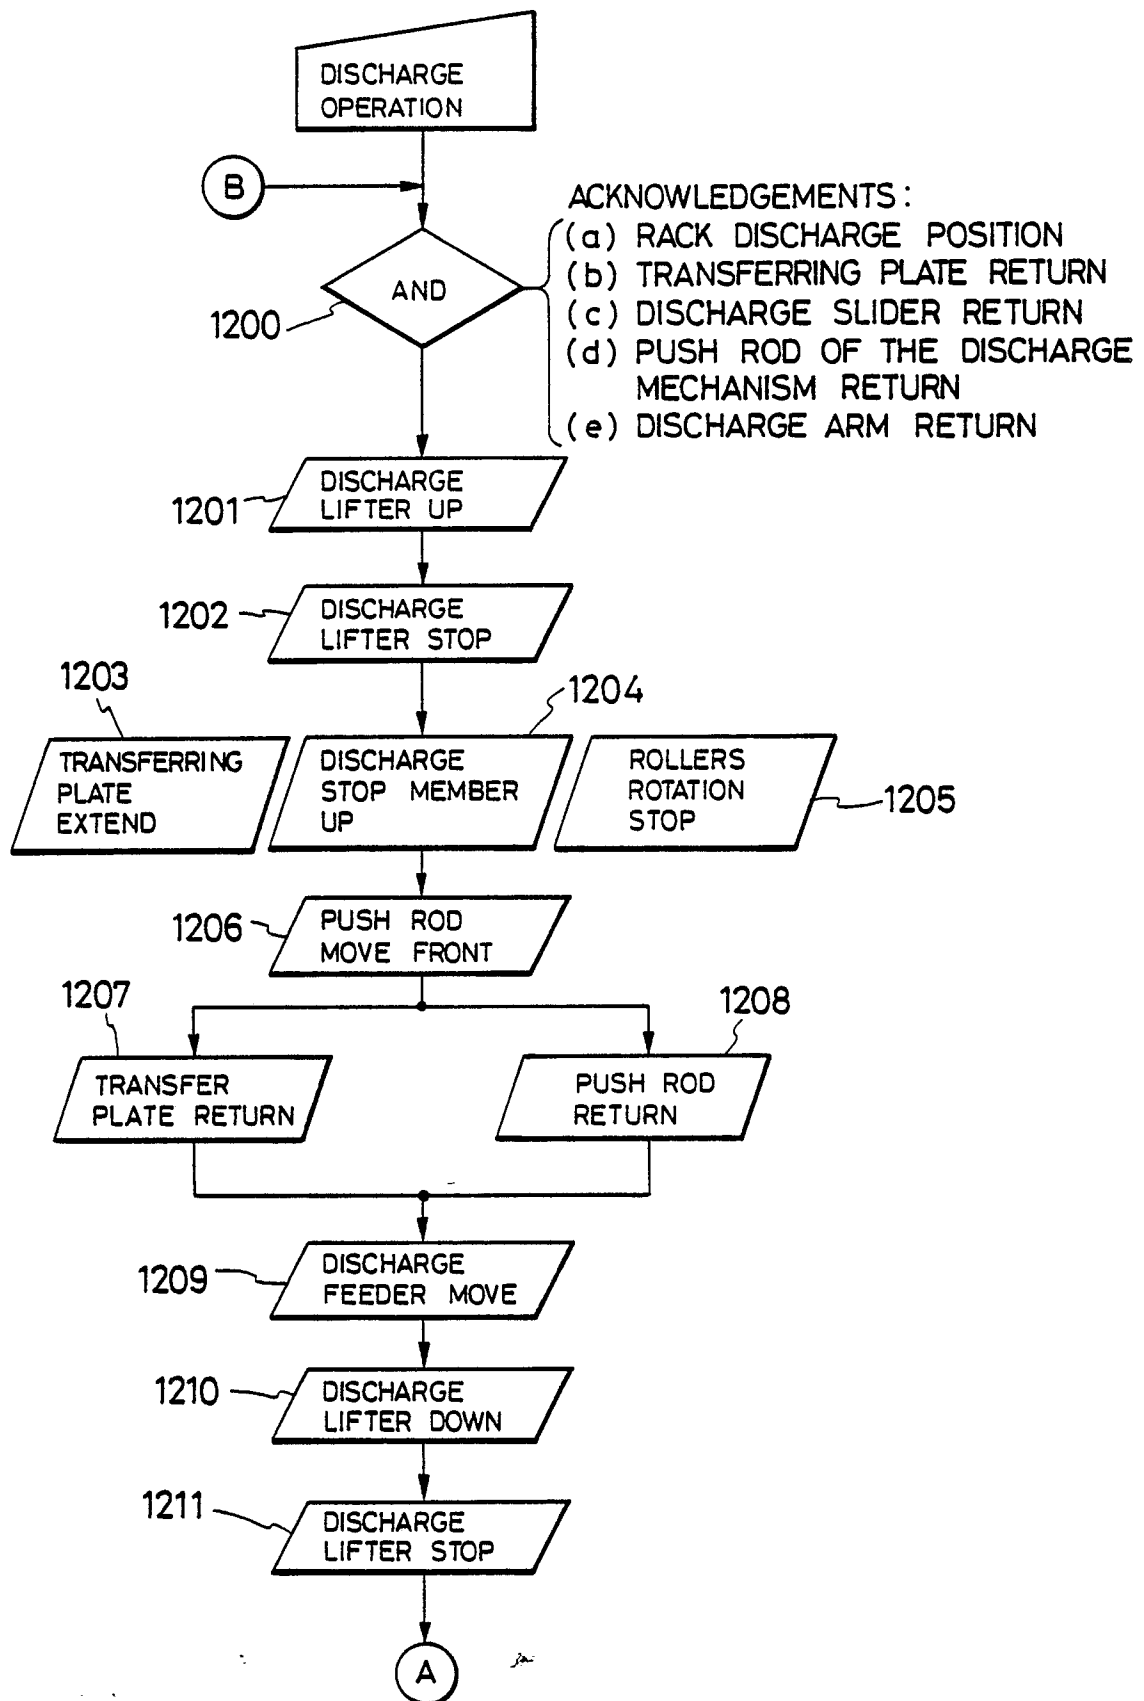 DISCHARGE
OPERATION
B
ACKNOWLEDGEMENTS:
(a) RACK DISCHARGE POSITION
(b) TRANSFERRING PLATE RETURN
(c) DISCHARGE SLIDER RETURN
(d) PUSH ROD OF THE DISCHARGE
MECHANISM RETURN
(e) DISCHARGE ARM RETURN
AND
1200
1201
DISCHARGE
LIFTER UP
1202
DISCHARGE
LIFTER STOP
1203
TRANSFERRING
PLATE
EXTEND
1204
DISCHARGE
STOP MEMBER
UP
ROLLERS
ROTATION
STOP
1205
1206
PUSH ROD
MOVE FRONT
1207
TRANSFER
PLATE RETURN
1208
PUSH ROD
RETURN
1209
DISCHARGE
FEEDER MOVE
1210
DISCHARGE
LIFTER DOWN
1211
DISCHARGE
LIFTER STOP
A